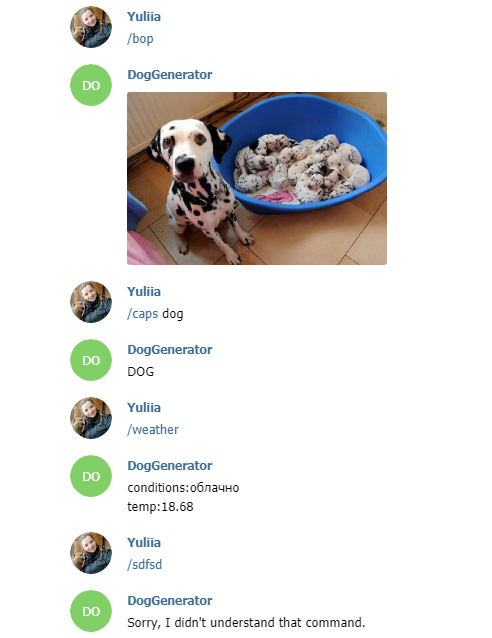 Yuliia
/bop
DO
DogGenerator
Yuliia
/caps dog
DO
DogGenerator
DOG
Yuliia
/weather
DO
DogGenerator
conditions:облачно
temp:18.68
Yuliia
/sdfsd
DO
DogGenerator
Sorry, I didn't understand that command.